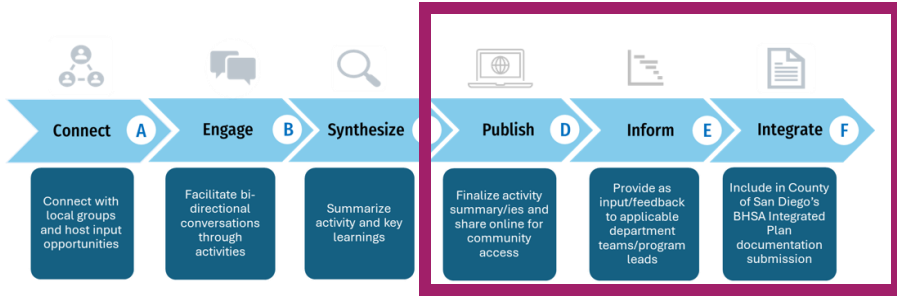 Connect A
Engage B
Synthesize
Publish D
Inform E
Integrate F
Connect with
local groups
and host input
opportunities
Facilitate bi-
directional
conversations
through
activities
Summarize
activity and key
learnings
Finalize activity
summary/ies and
share online for
community
access
Provide as
input/feedback
to applicable
department
teams/program
leads
Include in County
of San Diego's
BHSA Integrated
Plan
documentation
submission